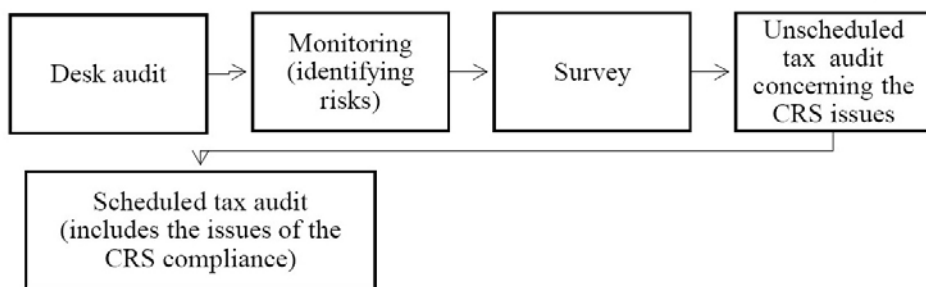 Desk audit
Monitoring
(identifying
risks)
Survey
Unscheduled
tax audit
concerning the
CRS issues
Scheduled tax audit
(includes the issues of the
CRS compliance)